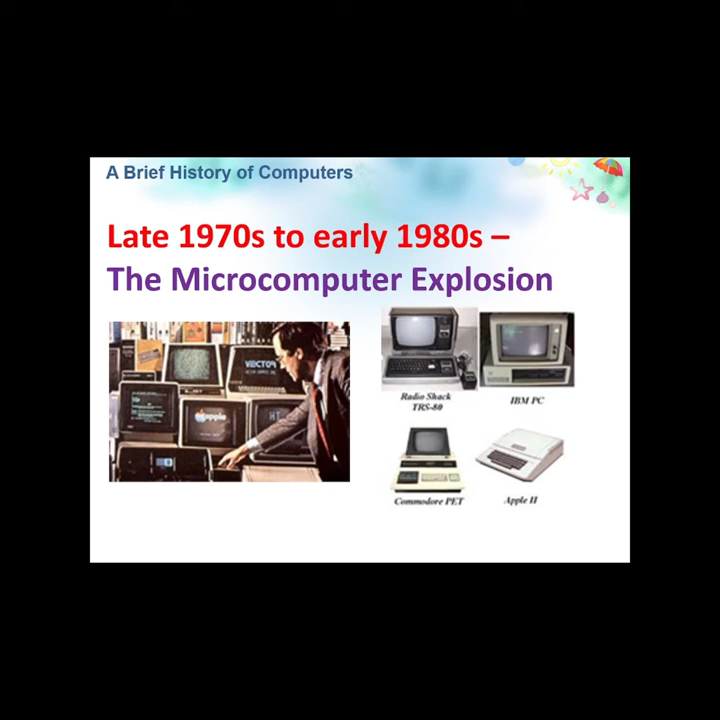 A Brief History of Computers
Late 1970s to early 1980s –
The Microcomputer Explosion
VECTOR
apple
HT
Radio Shack
TRS-80
IBM PC
Commodore PET
Apple II